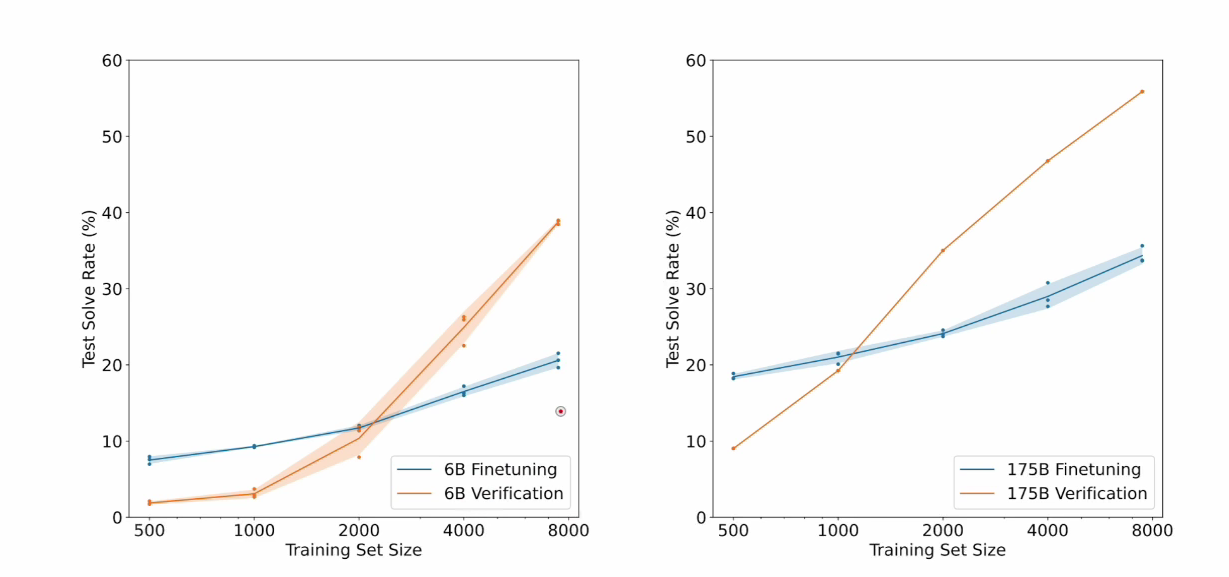 60
50
40
30
20
10
0
Test Solve Rate (%)
500 1000 2000 4000 8000
Training Set Size
6B Finetuning
6B Verification
60
50
40
30
20
10
0
Test Solve Rate (%)
500 1000 2000 4000 8000
Training Set Size
175B Finetuning
175B Verification